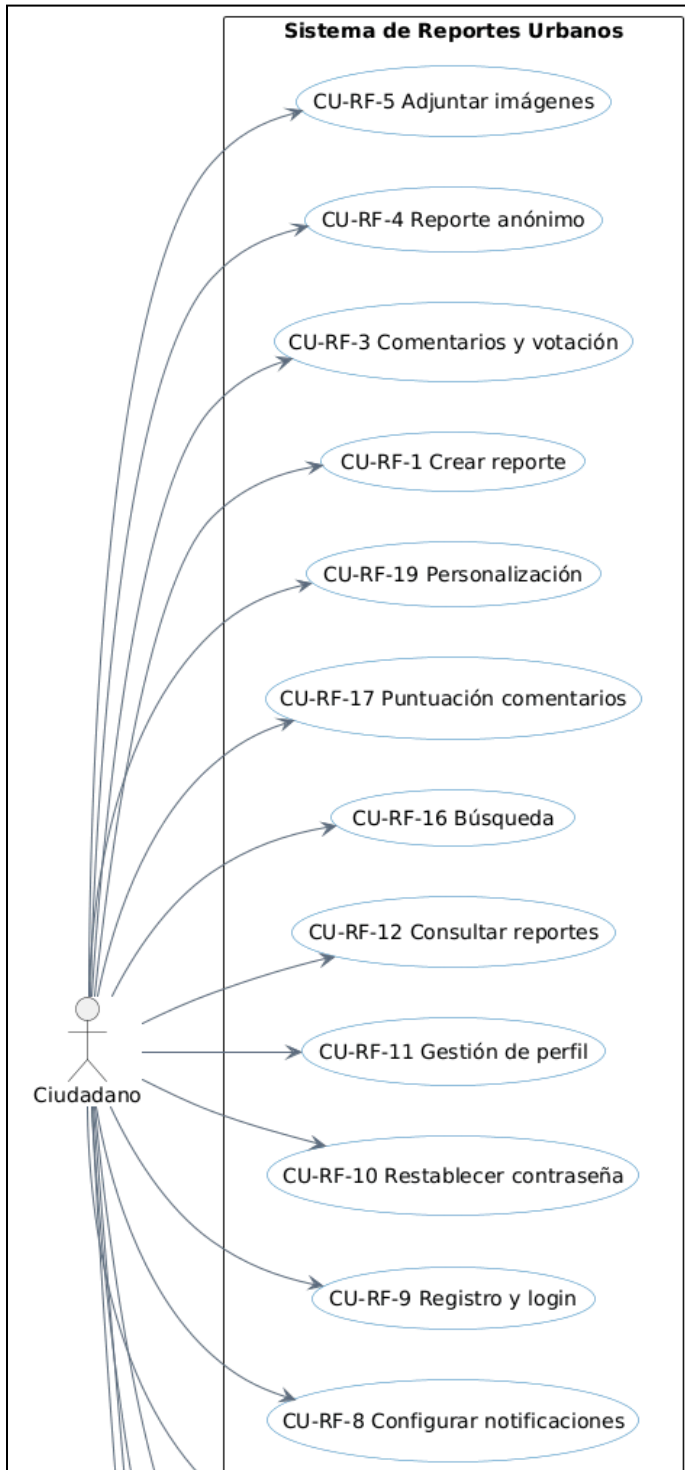 Sistema de Reportes Urbanos
CU-RF-5 Adjuntar imágenes
CU-RF-4 Reporte anónimo
CU-RF-3 Comentarios y votación
CU-RF-1 Crear reporte
CU-RF-19 Personalización
CU-RF-17 Puntuación comentarios
CU-RF-16 Búsqueda
CU-RF-12 Consultar reportes
CU-RF-11 Gestión de perfil
Ciudadano
CU-RF-10 Restablecer contraseña
CU-RF-9 Registro y login
CU-RF-8 Configurar notificaciones